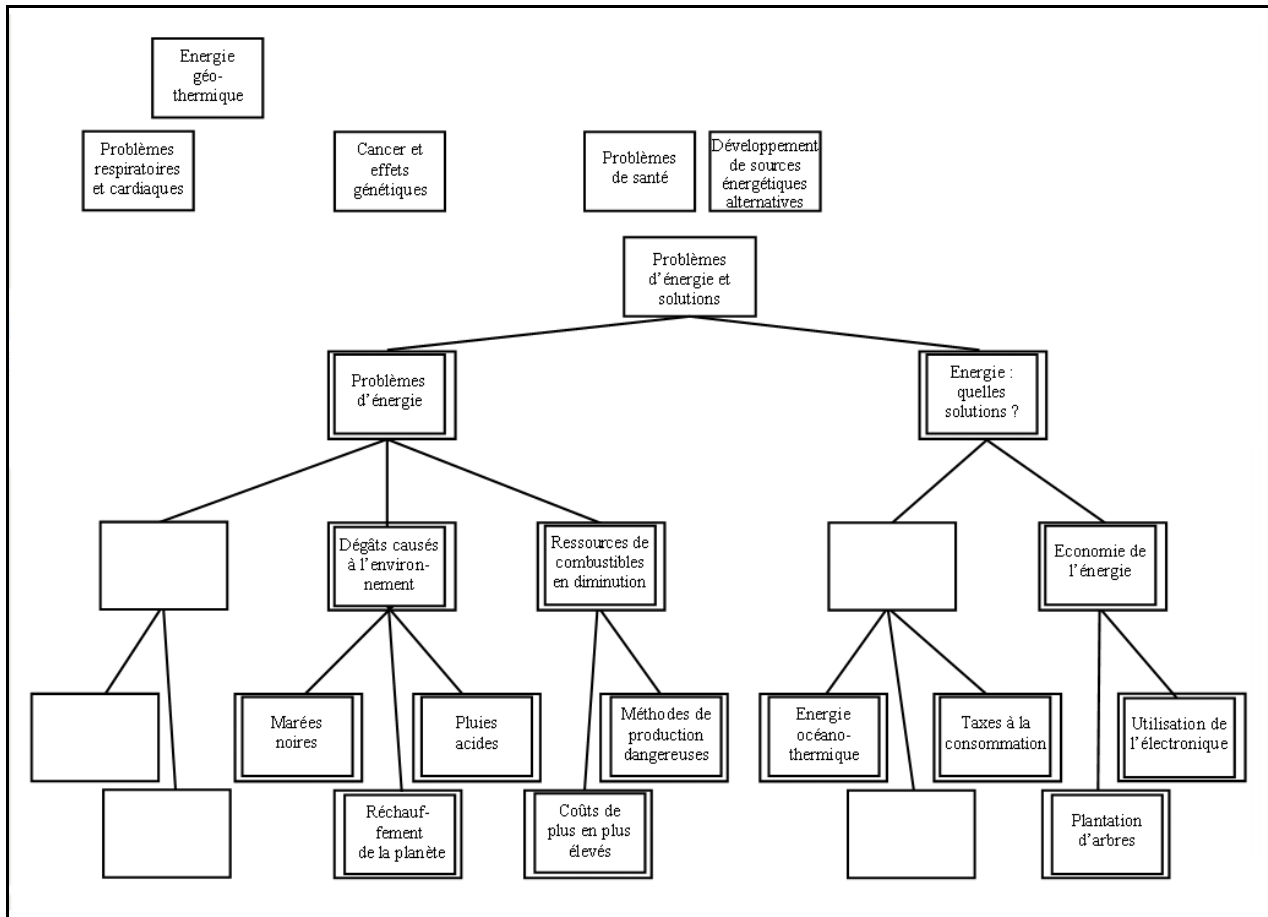 Energie
géo-
thermique
Problèmes
respiratoires
et cardiaques
Cancer et
effets
génétiques
Problèmes
de santé
Développement
de sources
énergétiques
alternatives
Problèmes
d’énergie et
solutions
Problèmes
d’énergie
Energie :
quelles
solutions ?
Dégâts causés
à l’environ-
nement
Ressources de
combustibles
en diminution
Economie de
l’énergie
Marées
noires
Pluies
acides
Méthodes de
production
dangereuses
Energie
océano-
thermique
Taxes à la
consommation
Utilisation de
l’électronique
Réchauf-
fement
de la planète
Coûts de
plus en plus
élevés
Plantation
d’arbres